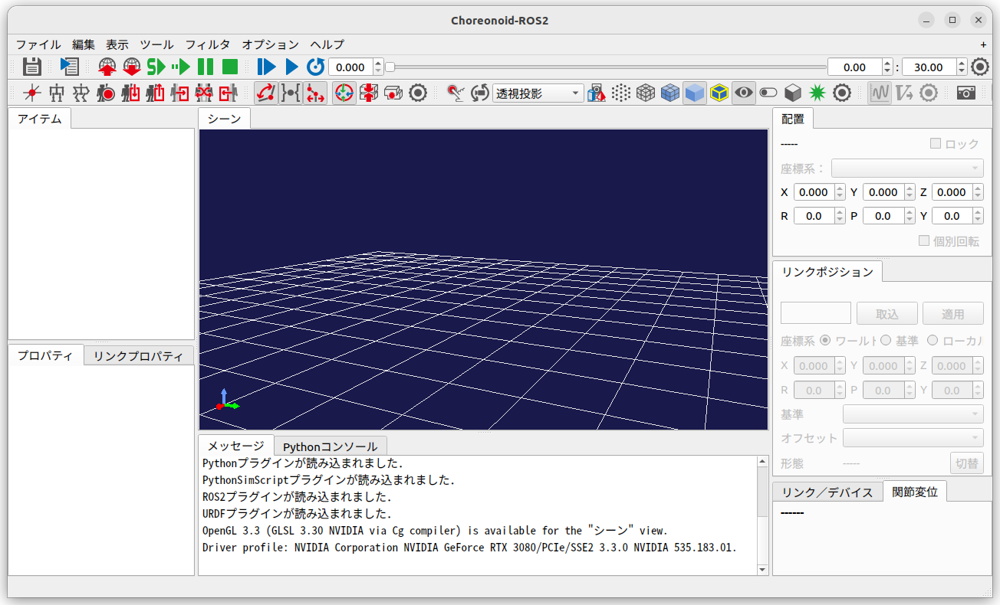 Choreonoid-ROS2
ファイル 編集 表示 ツール フィルタ オプション ヘルプ +
S 0.000 0.00 : 30.00
透視投影
アイテム
シーン
配置
-----
ロック
座標系：
X 0.000 Y 0.000 Z 0.000
R 0.0 P 0.0 Y 0.0
個別回転
リンクポジション
取込 適用
座標系 ワールド 基準 ローカル
X 0.000 Y 0.000 Z 0.000
R 0.0 P 0.0 Y 0.0
基準
オフセット
形態 -----
切替
リンク／デバイス 関節変位
------
プロパティ リンクプロパティ
メッセージ Pythonコンソール
Pythonプラグインが読み込まれました.
PythonSimScriptプラグインが読み込まれました.
ROS2プラグインが読み込まれました.
URDFプラグインが読み込まれました.
OpenGL 3.3 (GLSL 3.30 NVIDIA via Cg compiler) is available for the "シーン" view.
Driver profile: NVIDIA Corporation NVIDIA GeForce RTX 3080/PCIe/SSE2 3.3.0 NVIDIA 535.183.01.